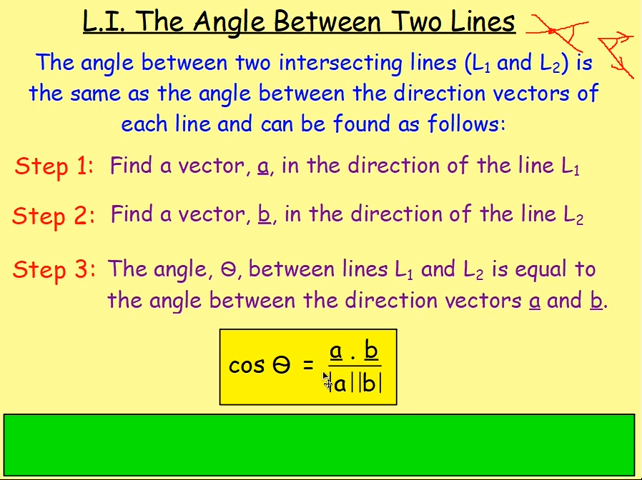 L.I. The Angle Between Two Lines
The angle between two intersecting lines (L₁ and L₂) is
the same as the angle between the direction vectors of
each line and can be found as follows:
Step 1: Find a vector, a, in the direction of the line L₁
Step 2: Find a vector, b, in the direction of the line L₂
Step 3: The angle, Θ, between lines L₁ and L₂ is equal to
the angle between the direction vectors a and b.
cos Θ = a . b
|a||b|